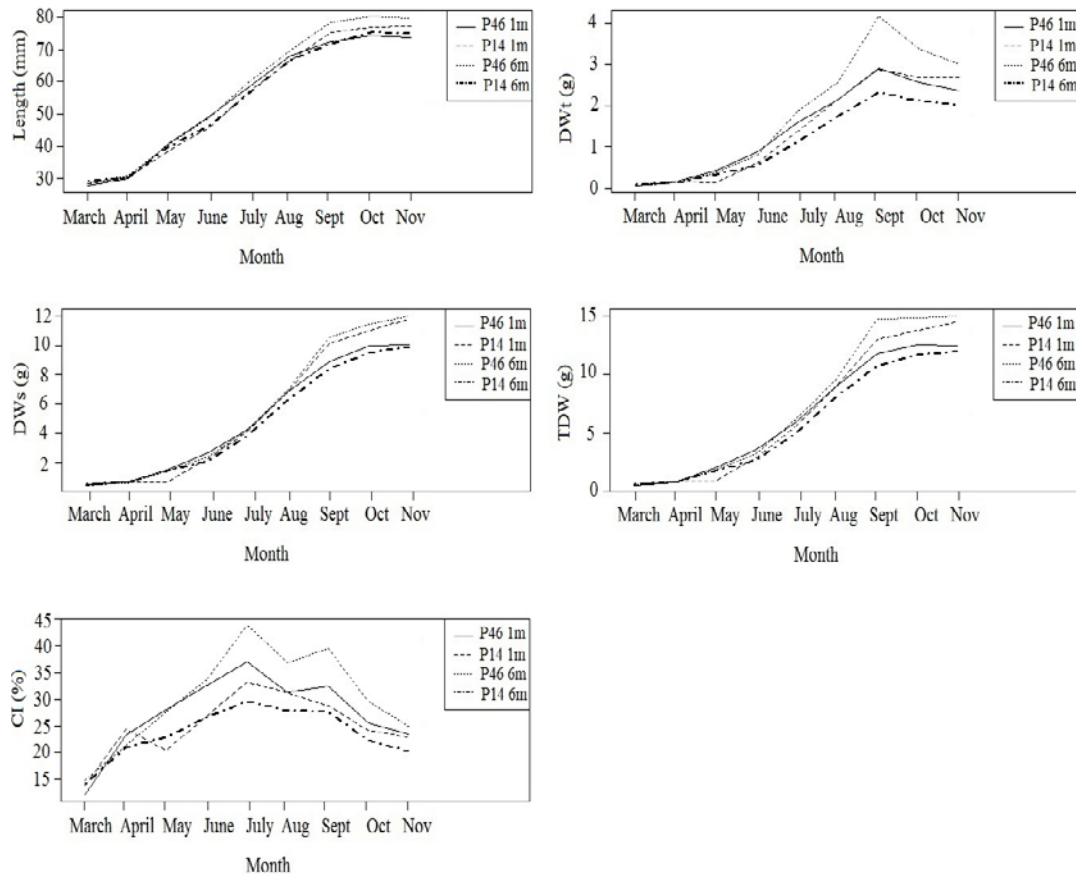 Length (mm)
80
70
60
50
40
30
March April May June July Aug Sept Oct Nov
Month
P46 1m
P14 1m
P46 6m
P14 6m
DWt (g)
4
3
2
1
0
March April May June July Aug Sept Oct Nov
Month
P46 1m
P14 1m
P46 6m
P14 6m
DWs (g)
12
10
8
6
4
2
March April May June July Aug Sept Oct Nov
Month
P46 1m
P14 1m
P46 6m
P14 6m
TDW (g)
15
10
5
0
March April May June July Aug Sept Oct Nov
Month
P46 1m
P14 1m
P46 6m
P14 6m
CI (%)
45
40
35
30
25
20
15
March April May June July Aug Sept Oct Nov
Month
P46 1m
P14 1m
P46 6m
P14 6m